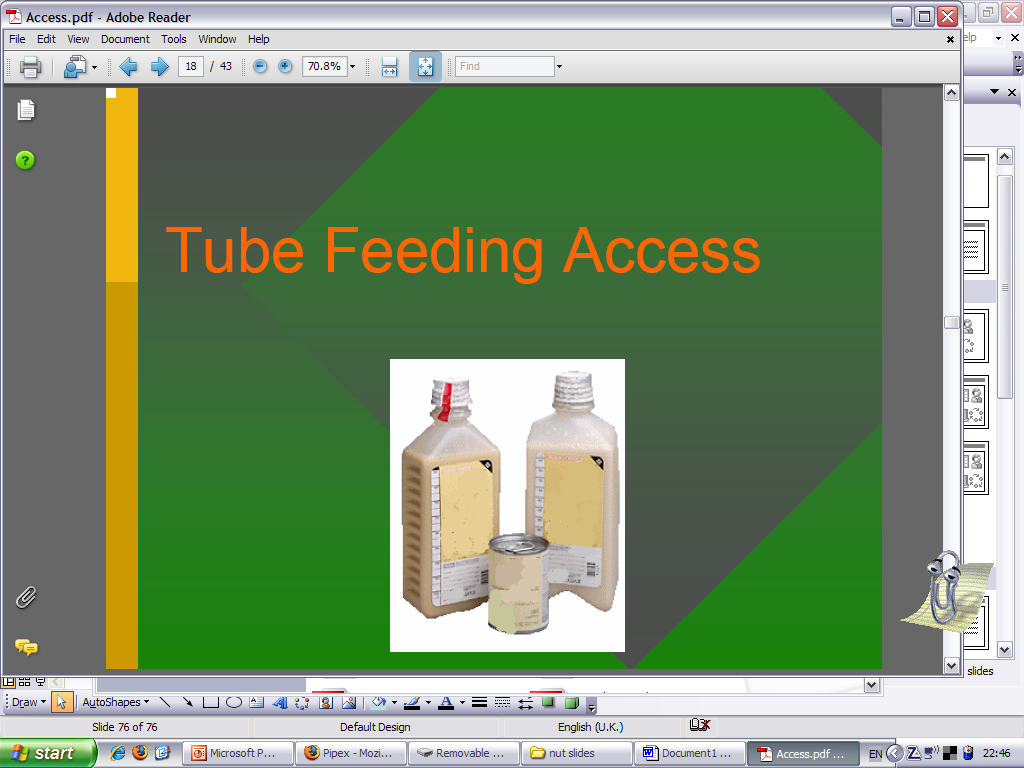 Access.pdf - Adobe Reader
File Edit View Document Tools Window Help
elp
18 / 43 70.8% Find
Tube Feeding Access
slides
Draw AutoShapes
Slide 76 of 76 Default Design English (U.K.)
start Microsoft P... Pipex - Mozi... Removable ... nut slides Document1 ... Access.pdf ... EN 22:46